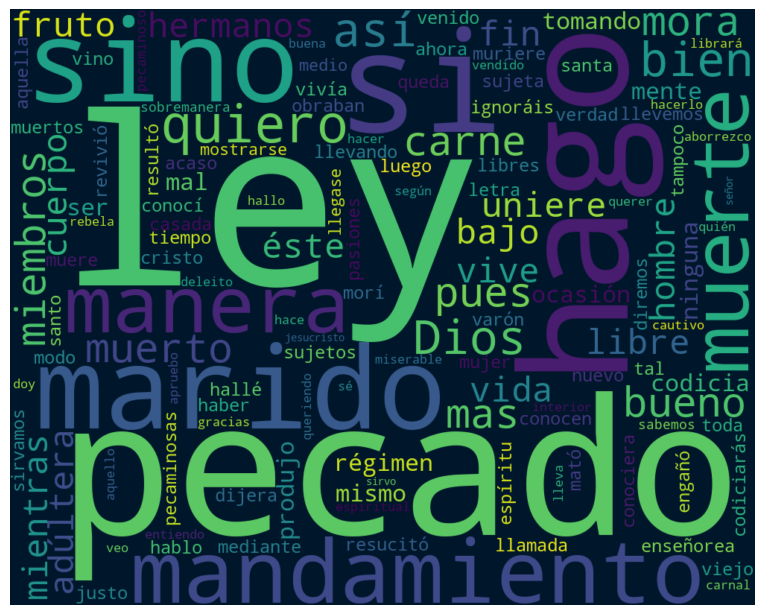 fruto
hermanos
sino
si
así
fin
venido
tomando
mora
bien
ley
pecado
hago
muerte
marido
mandamiento
manera
quiero
carne
cuerpo
miembros
mientras
adúltera
muerto
Dios
pues
mas
bueno
libre
hombre
uniere
bajo
vive
vida
éste
mal
ser
régimen
mismo
produjo
espíritu
ocasión
codicia
ninguna
mente
aquella
vino
pecaminoso
buena
medio
ahora
muriere
vendido
librará
santa
sujeta
queda
vivía
obraban
ignoráis
verdad
llevemos
hacerlo
aborrezco
tampoco
sobremanera
muertos
revivió
resultó
mostrarse
acaso
hacer
llevando
luego
libres
letra
según
querer
señor
quién
conocí
casada
tiempo
cristo
muere
rebela
hallo
llegase
pasiones
deleito
santo
morí
hace
jesucristo
varón
diremos
cautivo
modo
sujetos
miserable
mujer
nuevo
tal
doy
hallé
haber
gracias
apruebo
queriendo
sé
conocen
interior
sabemos
toda
sirvamos
pecaminosas
aquello
dijera
sirvo
espiritual
lleva
mató
conociera
engañó
codiciarás
entiendo
veo
hablo
mediante
resucitó
llamada
enseñorea
justo
viejo
carnal